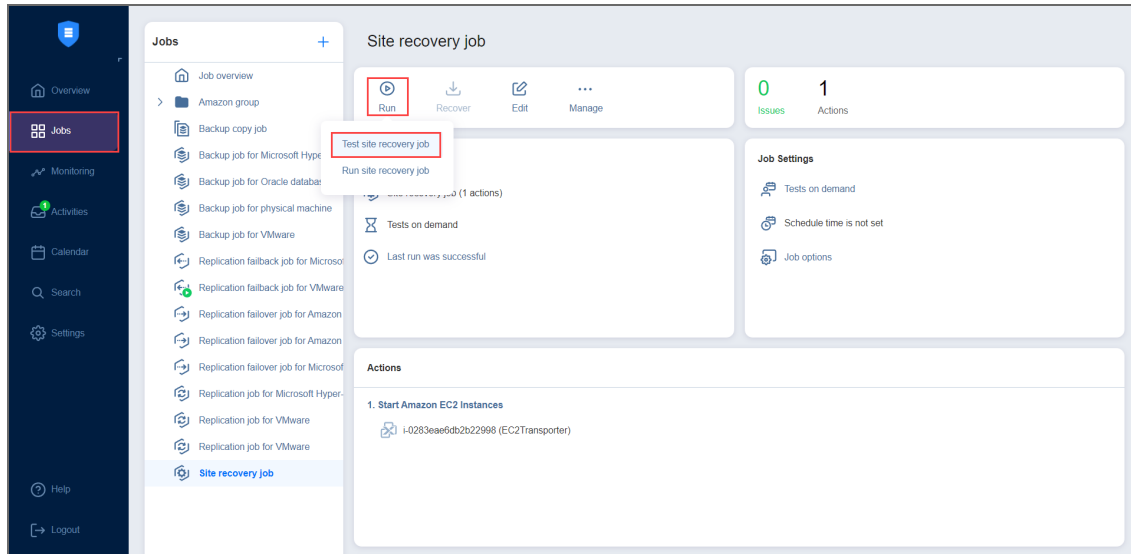 Overview
Jobs
Monitoring
1
Activities
Calendar
Search
Settings
Help
Logout
Jobs
Job overview
Amazon group
Backup copy job
Backup job for Microsoft Hype
Backup job for Oracle databas
Backup job for physical machine
Backup job for VMware
Replication failback job for Microsof
Replication failback job for VMware
Replication failover job for Amazon
Replication failover job for Amazon
Replication failover job for Microsof
Replication job for Microsoft Hyper-
Replication job for VMware
Replication job for VMware
Site recovery job
Site recovery job
Run
Recover
Edit
Manage
Test site recovery job
Run site recovery job
(1 actions)
Tests on demand
Last run was successful
0 1
Issues Actions
Job Settings
Tests on demand
Schedule time is not set
Job options
Actions
1. Start Amazon EC2 Instances
i-0283eae6db2b22998 (EC2Transporter)